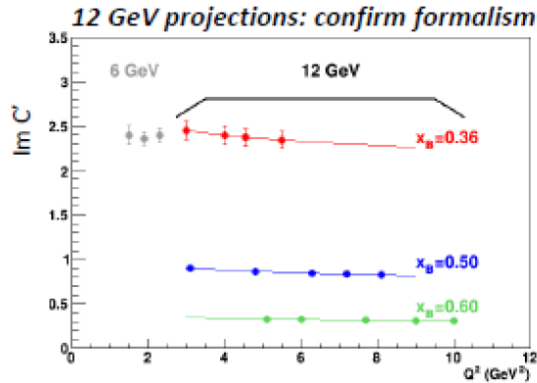 12 GeV projections: confirm formalism
3.5
6 GeV
12 GeV
3
Im C'
2.5
x_B=0.36
2
1.5
1
x_B=0.50
0.5
x_B=0.60
0
0 2 4 6 8 10 12
Q² (GeV²)